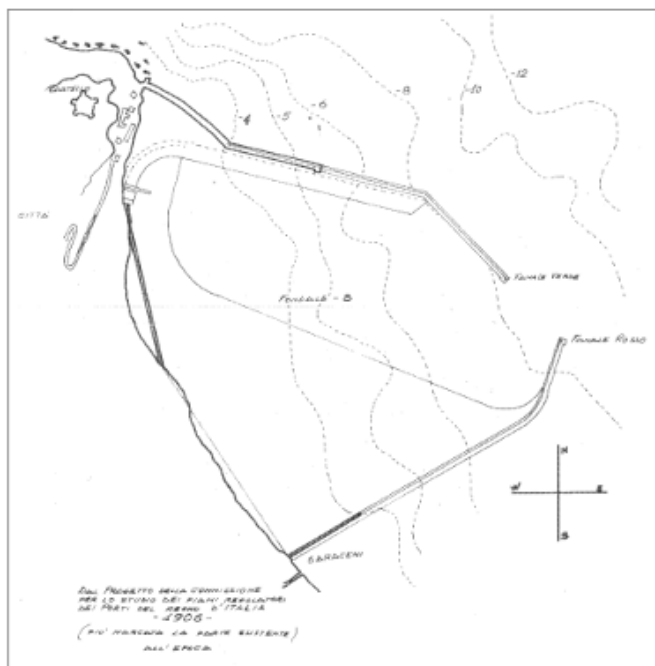 -4
-5
-6
-8
-10
-12
CITTÀ
FANALE VERDE
FONDALE - 8
FANALE ROSSO
N
E
S
SARACENI
DAL PROGETTO DELLA COMMISSIONE
PER LO STUDIO DEI PIANI REGOLATORI
DEI PORTI DEL REGNO D'ITALIA
- 1906 -
(PIU' MARCATA LA PARTE ESISTENTE)
ALL'EPOCA